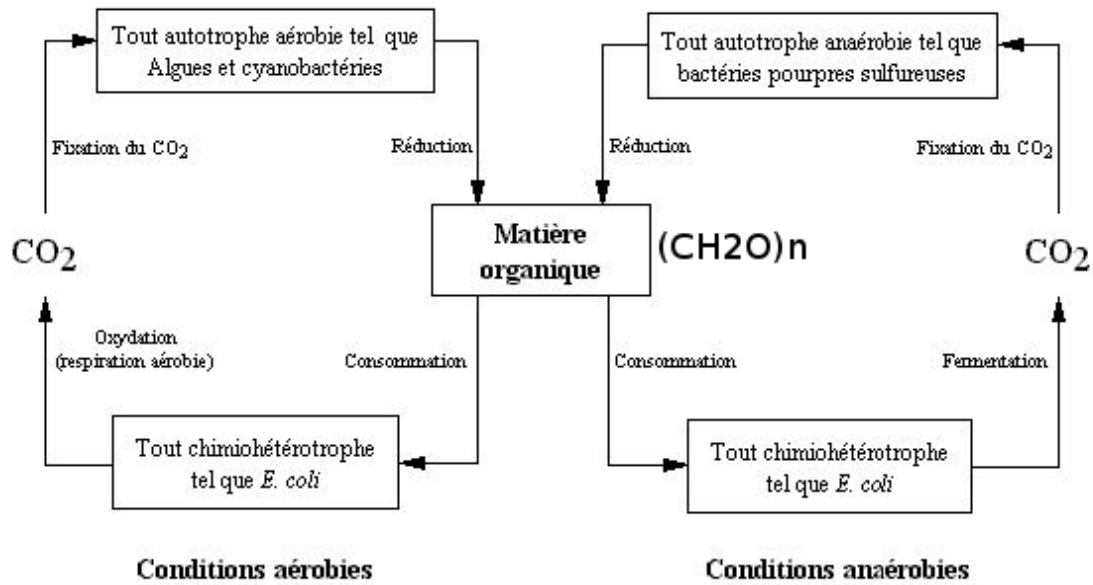 Tout autotrophe aérobie tel que
Algues et cyanobactéries
Tout autotrophe anaérobie tel que
bactéries pourpres sulfureuses
Fixation du CO2
Réduction
Réduction
Fixation du CO2
CO2
Matière
organique
(CH2O)n
CO2
Oxydation
(respiration aérobie)
Consommation
Consommation
Fermentation
Tout chimiohétérotrophe
tel que E. coli
Tout chimiohétérotrophe
tel que E. coli
Conditions aérobies
Conditions anaérobies